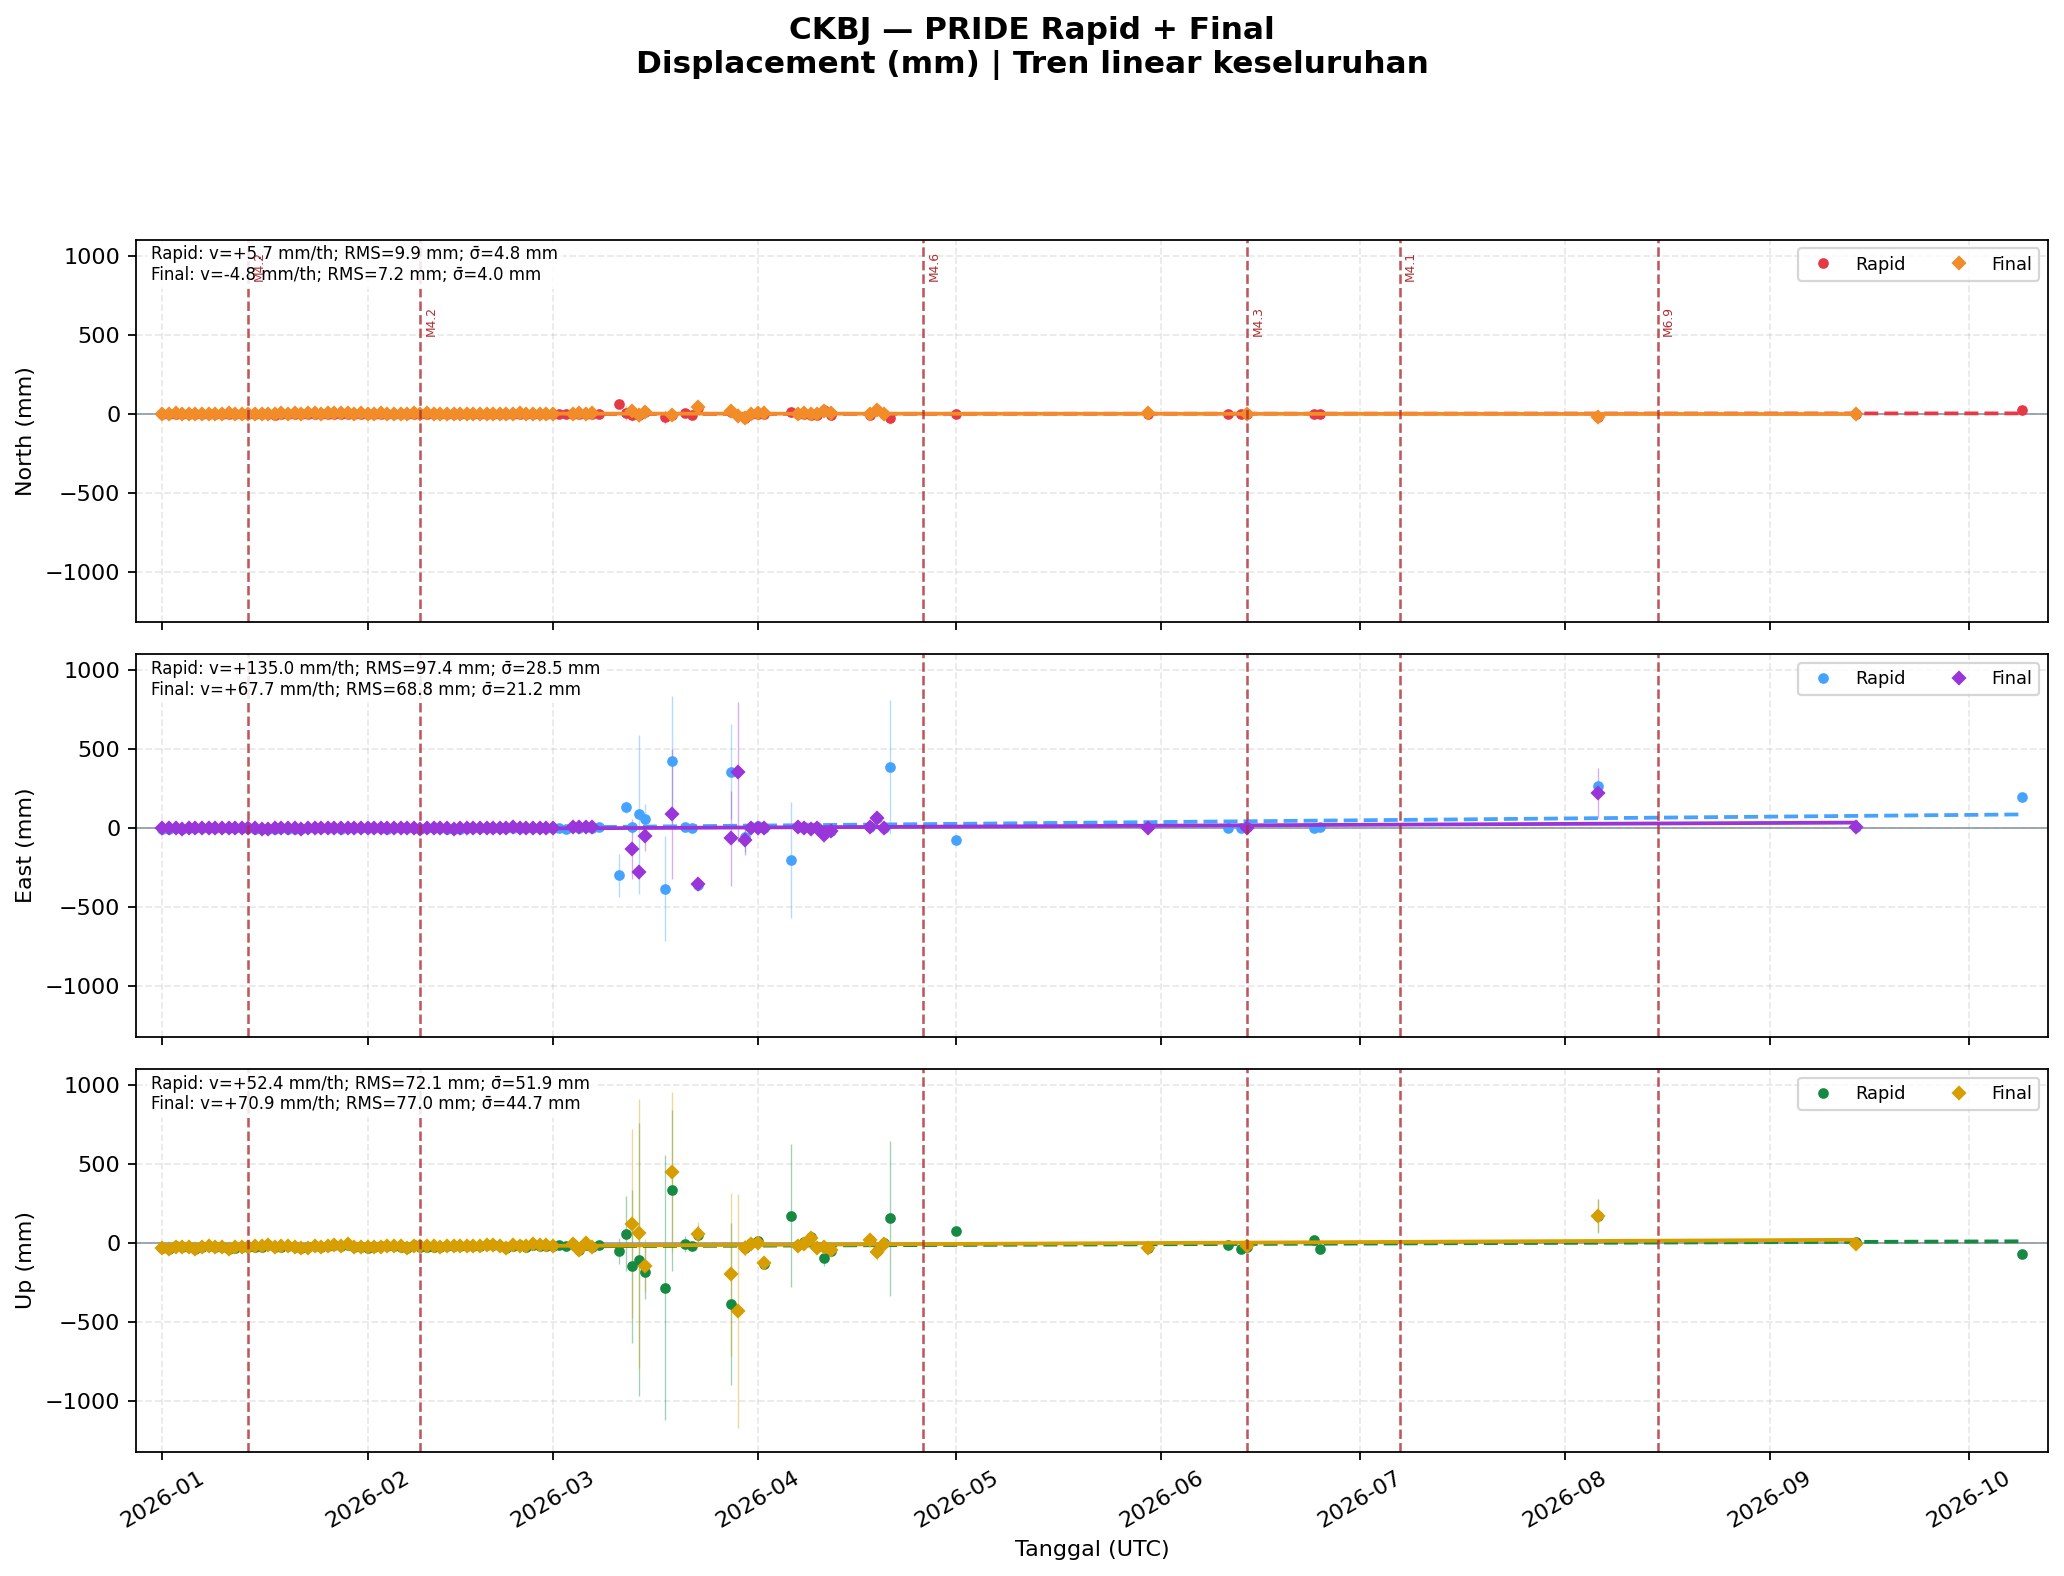 CKBJ — PRIDE Rapid + Final
Displacement (mm) | Tren linear keseluruhan
Rapid: v=+5.7 mm/th; RMS=9.9 mm; σ̄=4.8 mm
Final: v=-4.8 mm/th; RMS=7.2 mm; σ̄=4.0 mm
M4.2
M4.2
M4.6
M4.3
M4.1
M6.9
Rapid
Final
1000
500
0
−500
−1000
North (mm)
Rapid: v=+135.0 mm/th; RMS=97.4 mm; σ̄=28.5 mm
Final: v=+67.7 mm/th; RMS=68.8 mm; σ̄=21.2 mm
Rapid
Final
1000
500
0
−500
−1000
East (mm)
Rapid: v=+52.4 mm/th; RMS=72.1 mm; σ̄=51.9 mm
Final: v=+70.9 mm/th; RMS=77.0 mm; σ̄=44.7 mm
Rapid
Final
1000
500
0
−500
−1000
Up (mm)
2026-01
2026-02
2026-03
2026-04
2026-05
2026-06
2026-07
2026-08
2026-09
2026-10
Tanggal (UTC)